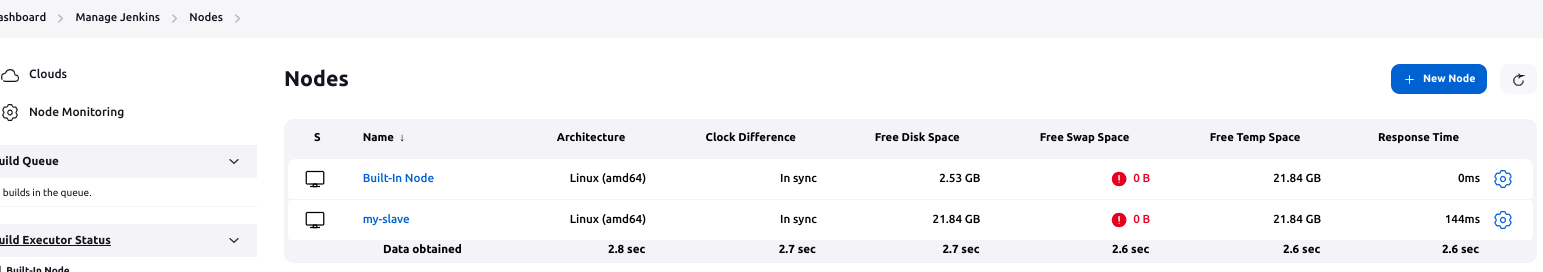 ashboard > Manage Jenkins > Nodes >
Clouds
Node Monitoring
uild Queue
builds in the queue.
uild Executor Status
Built-In Node
Nodes
+ New Node
S Name ↓ Architecture Clock Difference Free Disk Space Free Swap Space Free Temp Space Response Time
Built-In Node Linux (amd64) In sync 2.53 GB 0 B 21.84 GB 0ms
my-slave Linux (amd64) In sync 21.84 GB 0 B 21.84 GB 144ms
Data obtained 2.8 sec 2.7 sec 2.7 sec 2.6 sec 2.6 sec 2.6 sec